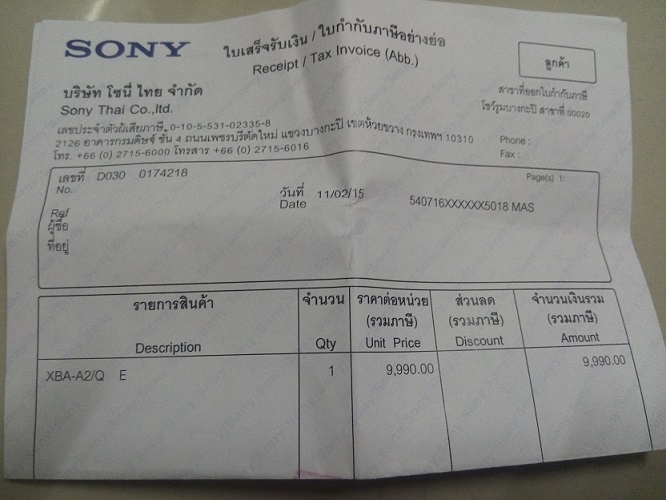 SONY
ใบเสร็จรับเงิน / ใบกำกับภาษีอย่างย่อ
Receipt / Tax Invoice (Abb.)
ลูกค้า
บริษัท โซนี่ ไทย จำกัด
Sony Thai Co.,ltd.
สาขาที่ออกใบกำกับภาษี
โชว์รูมบางกะปิ สาขาที่ 00020
เลขประจำตัวผู้เสียภาษี 0-10-5-531-02335-8
2126 อาคารกรมดิษฐ์ ชั้น 4 ถนนเพชรบุรีตัดใหม่ แขวงบางกะปิ เขตห้วยขวาง กรุงเทพฯ 10310
โทร. +66 (0) 2715-6000 โทรสาร +66 (0) 2715-6016
Phone :
Fax :
เลขที่ D030 0174218
No.
Page(s) 1:
วันที่ 11/02/15
Date
540716XXXXXX5018 MAS
Ref
ผู้ซื้อ
ที่อยู่
รายการสินค้า จำนวน ราคาต่อหน่วย ส่วนลด จำนวนเงินรวม
(รวมภาษี) (รวมภาษี) (รวมภาษี)
Description Qty Unit Price Discount Amount
XBA-A2/Q E 1 9,990.00 9,990.00